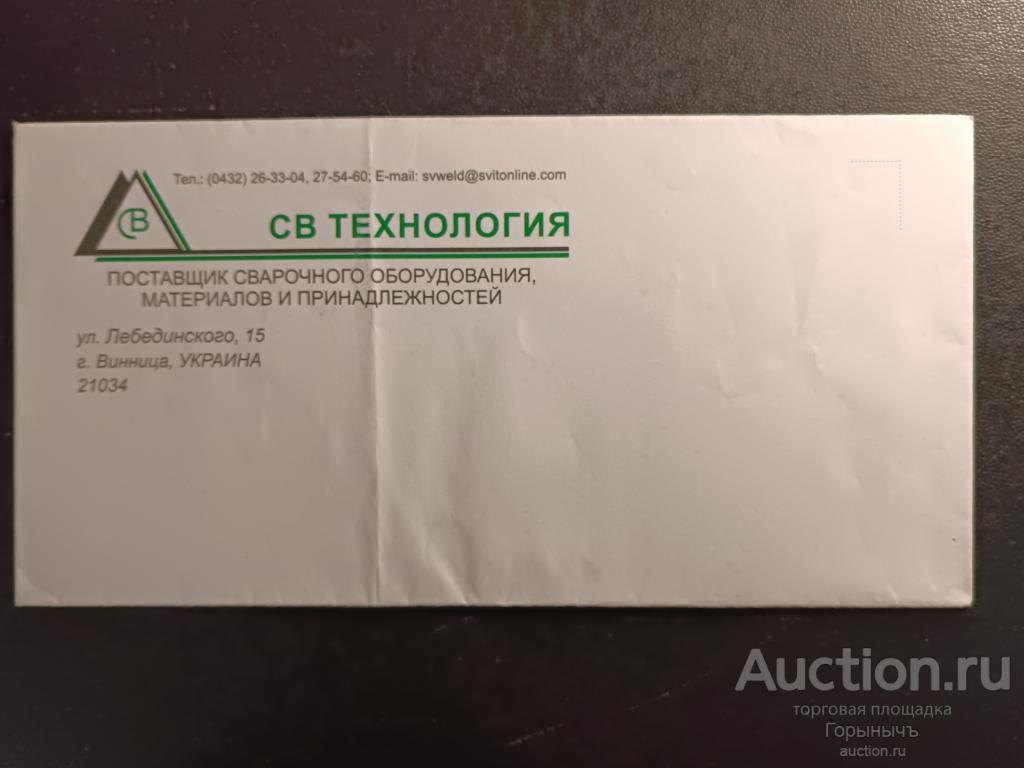 Тел.: (0432) 26-33-04, 27-54-60; E-mail: svweld@svitonline.com
СВ
СВ ТЕХНОЛОГИЯ
ПОСТАВЩИК СВАРОЧНОГО ОБОРУДОВАНИЯ,
МАТЕРИАЛОВ И ПРИНАДЛЕЖНОСТЕЙ
ул. Лебединского, 15
г. Винница, УКРАИНА
21034
Auction.ru
торговая площадка
Горынычъ
auction.ru